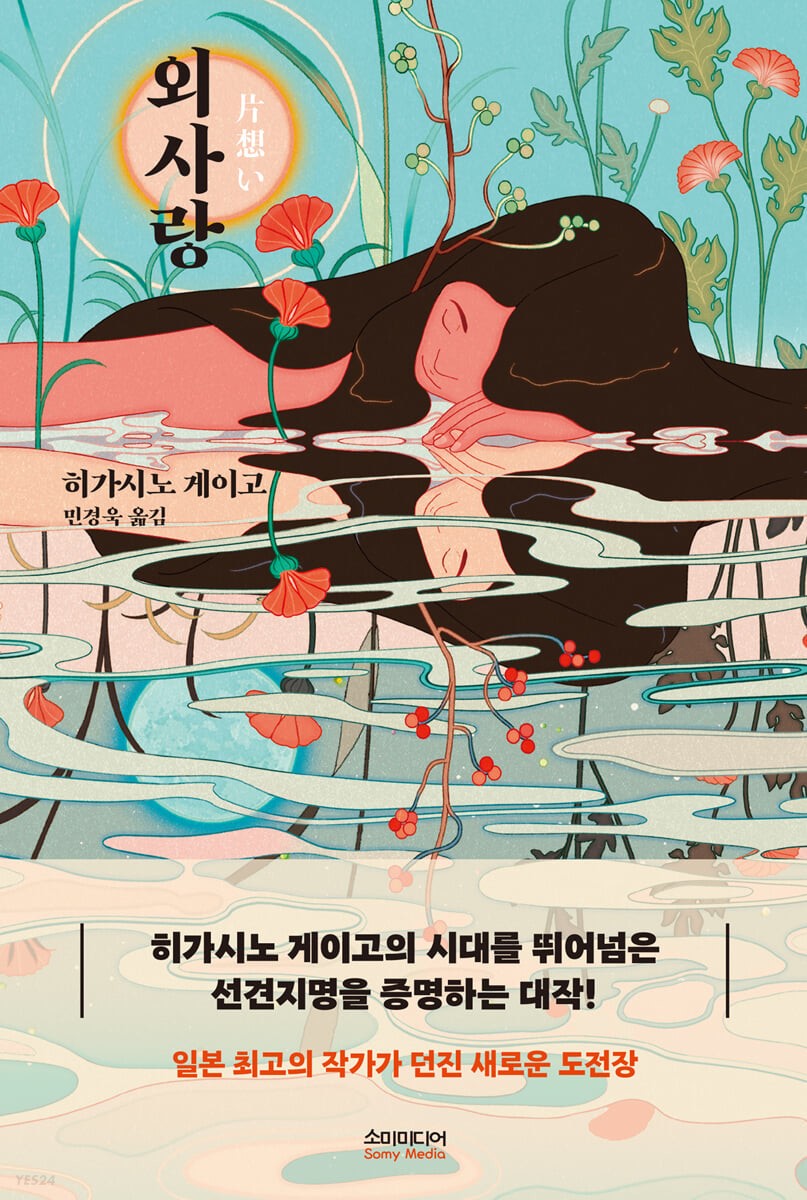 외사랑
片想い
히가시노 게이고
민경욱 옮김
히가시노 게이고의 시대를 뛰어넘은
선견지명을 증명하는 대작!
일본 최고의 작가가 던진 새로운 도전장
소미미디어
Somy Media
YES24